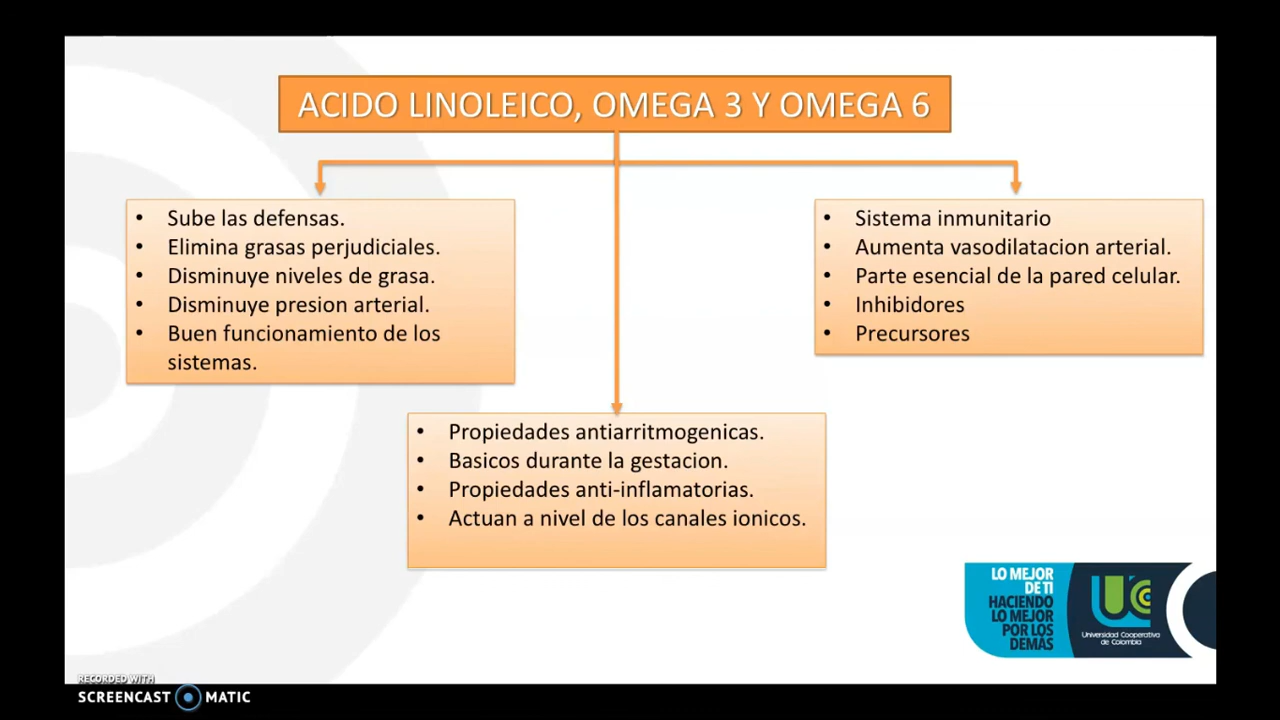 ACIDO LINOLEICO, OMEGA 3 Y OMEGA 6
• Sube las defensas.
• Elimina grasas perjudiciales.
• Disminuye niveles de grasa.
• Disminuye presion arterial.
• Buen funcionamiento de los
sistemas.
• Propiedades antiarritmogenicas.
• Basicos durante la gestacion.
• Propiedades anti-inflamatorias.
• Actuan a nivel de los canales ionicos.
• Sistema inmunitario
• Aumenta vasodilatacion arterial.
• Parte esencial de la pared celular.
• Inhibidores
• Precursores
LO MEJOR
DE TI
HACIENDO
LO MEJOR
POR LOS
DEMÁS
UCC
Universidad Cooperativa
de Colombia
RECORDED WITH
SCREENCAST MATIC